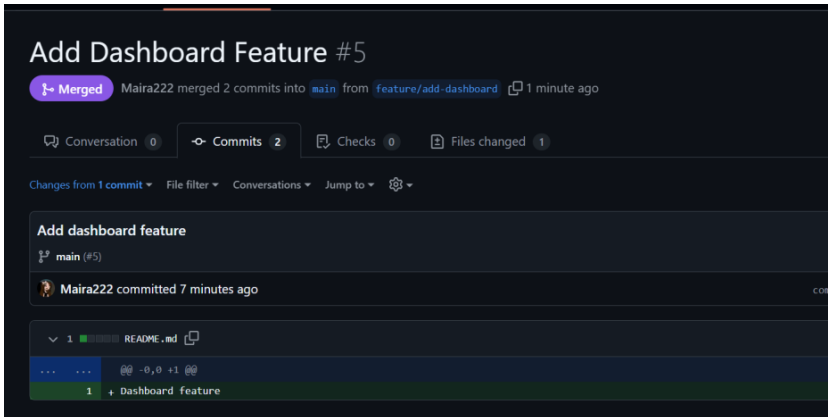 Add Dashboard Feature #5
Merged Maira222 merged 2 commits into main from feature/add-dashboard 1 minute ago
Conversation 0 Commits 2 Checks 0 Files changed 1
Changes from 1 commit File filter Conversations Jump to
Add dashboard feature
main (#5)
Maira222 committed 7 minutes ago
1 README.md
... ... @@ -0,0 +1 @@
1 + Dashboard feature